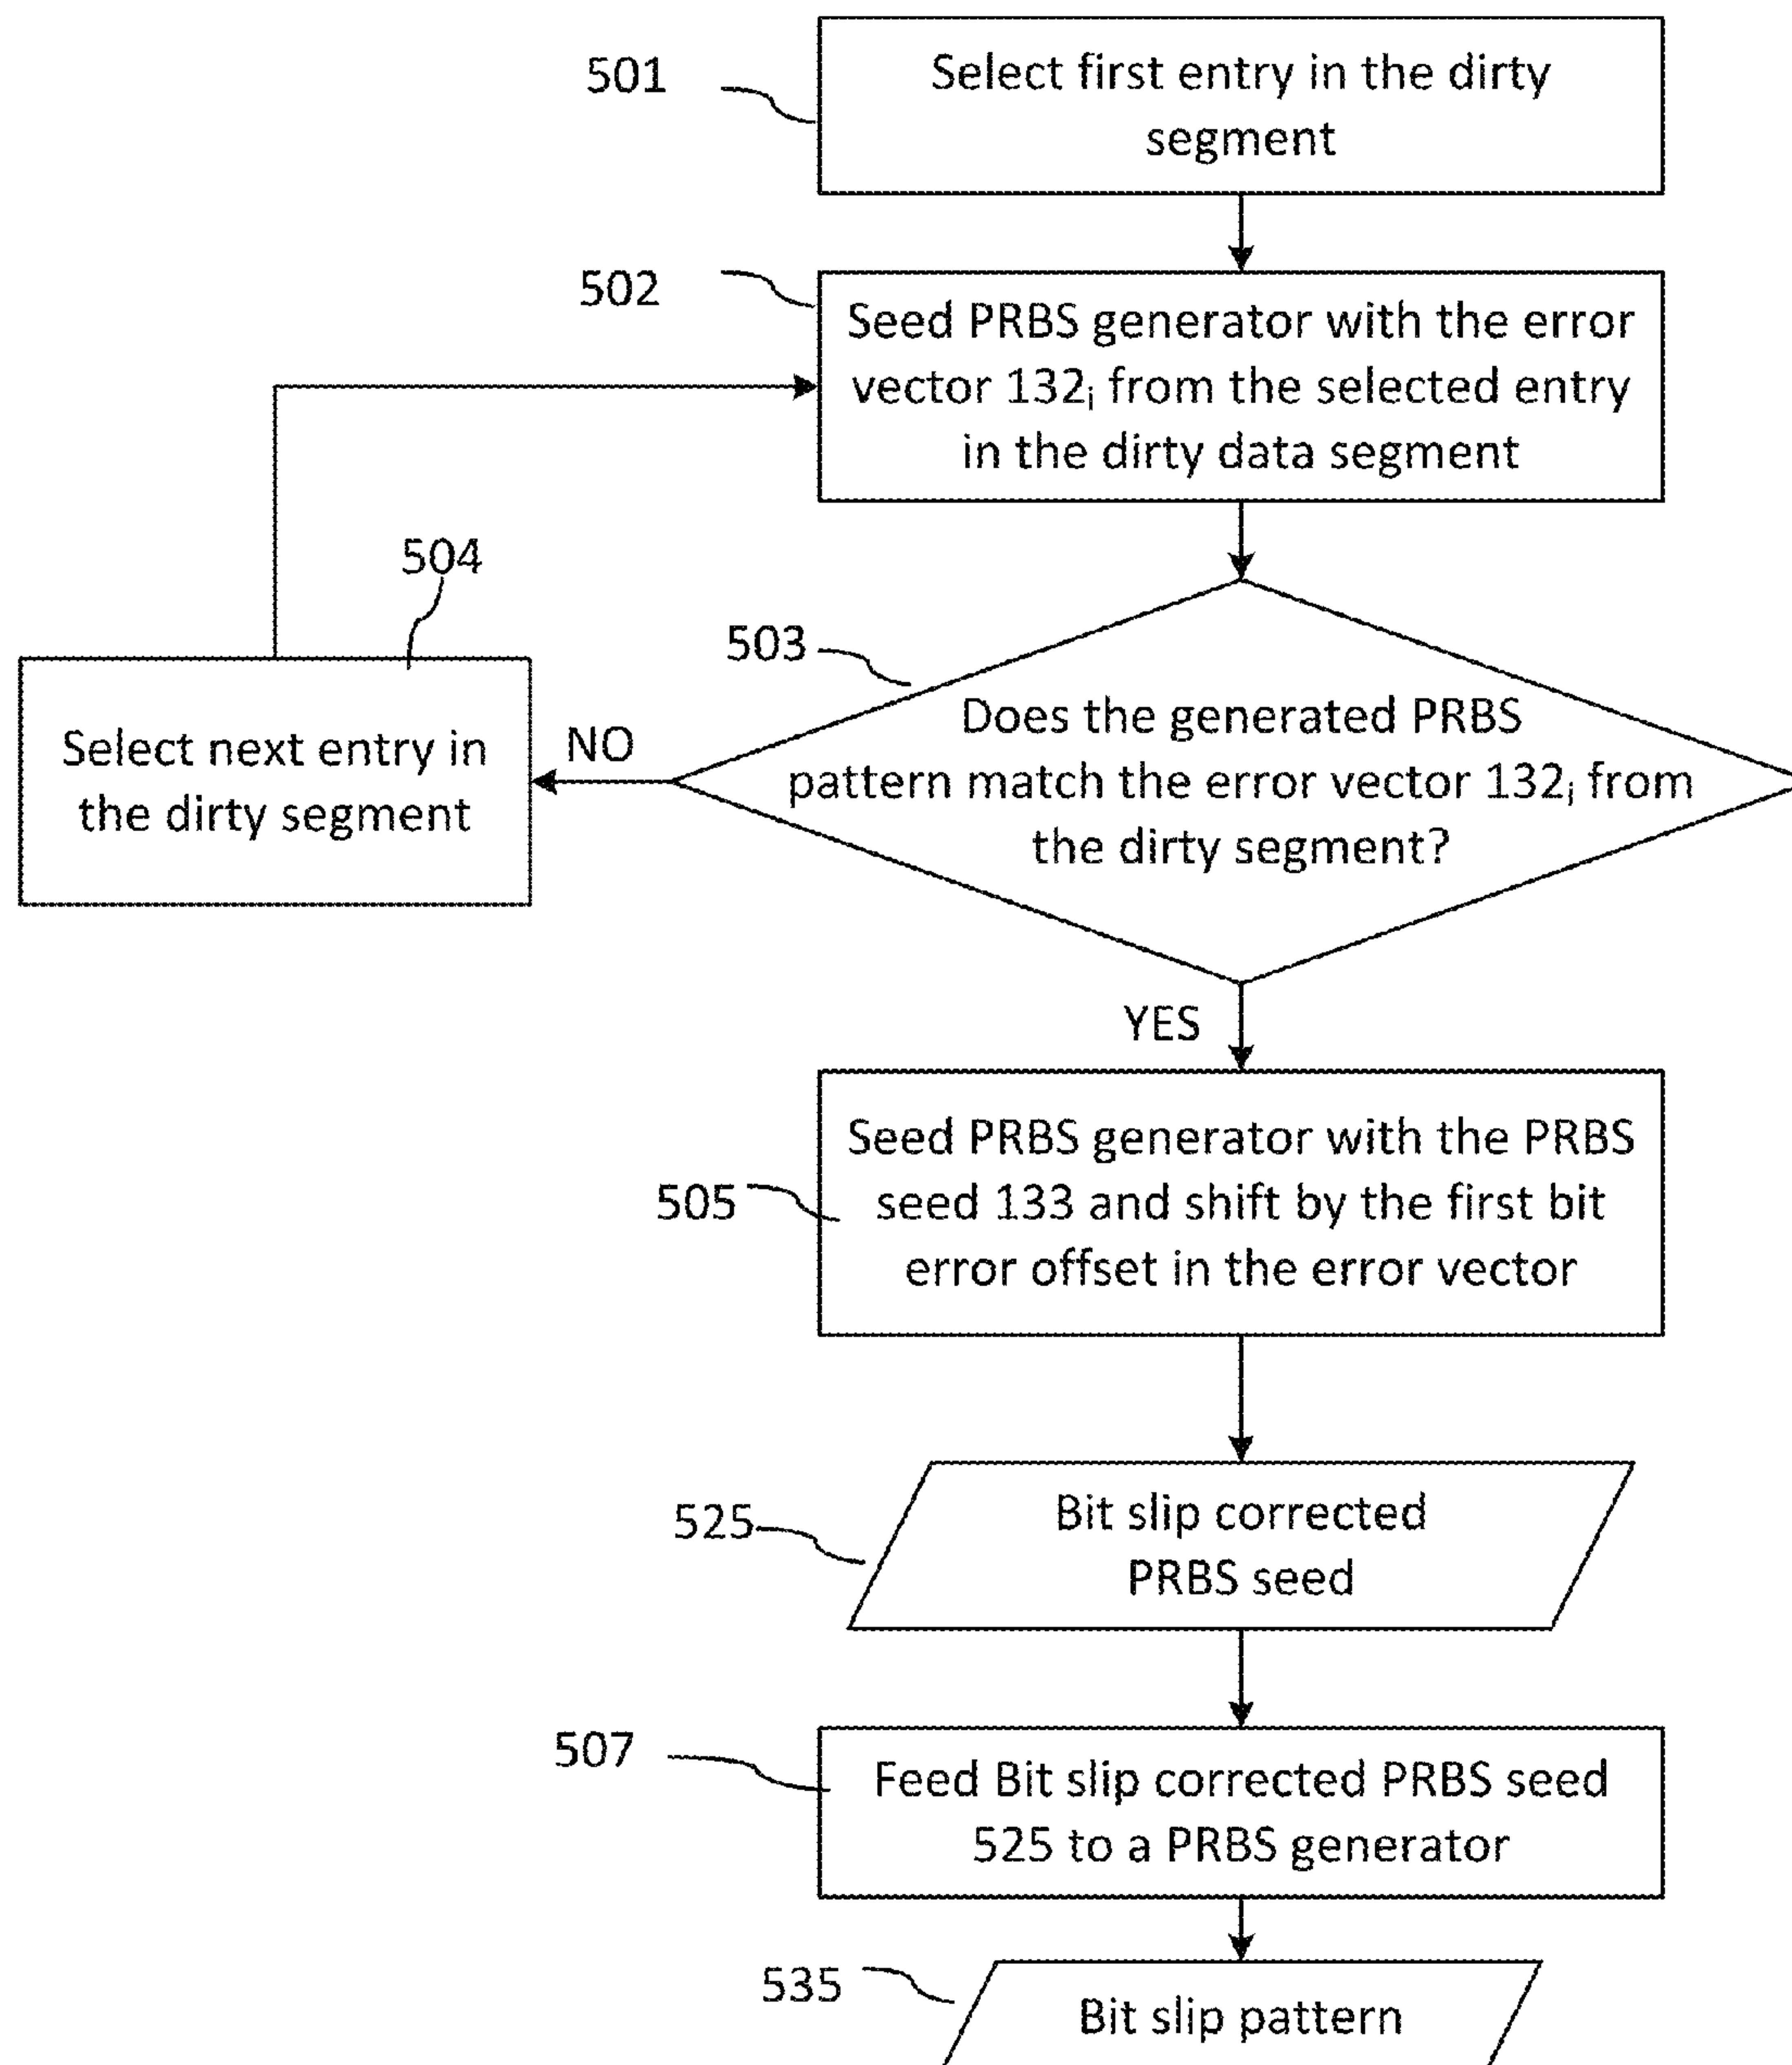 501
Select first entry in the dirty
segment
502
Seed PRBS generator with the error
vector 132i from the selected entry
in the dirty data segment
504
Select next entry in
the dirty segment
NO
503
Does the generated PRBS
pattern match the error vector 132j from
the dirty segment?
YES
505
Seed PRBS generator with the PRBS
seed 133 and shift by the first bit
error offset in the error vector
525
Bit slip corrected
PRBS seed
507
Feed Bit slip corrected PRBS seed
525 to a PRBS generator
535
Bit slip pattern